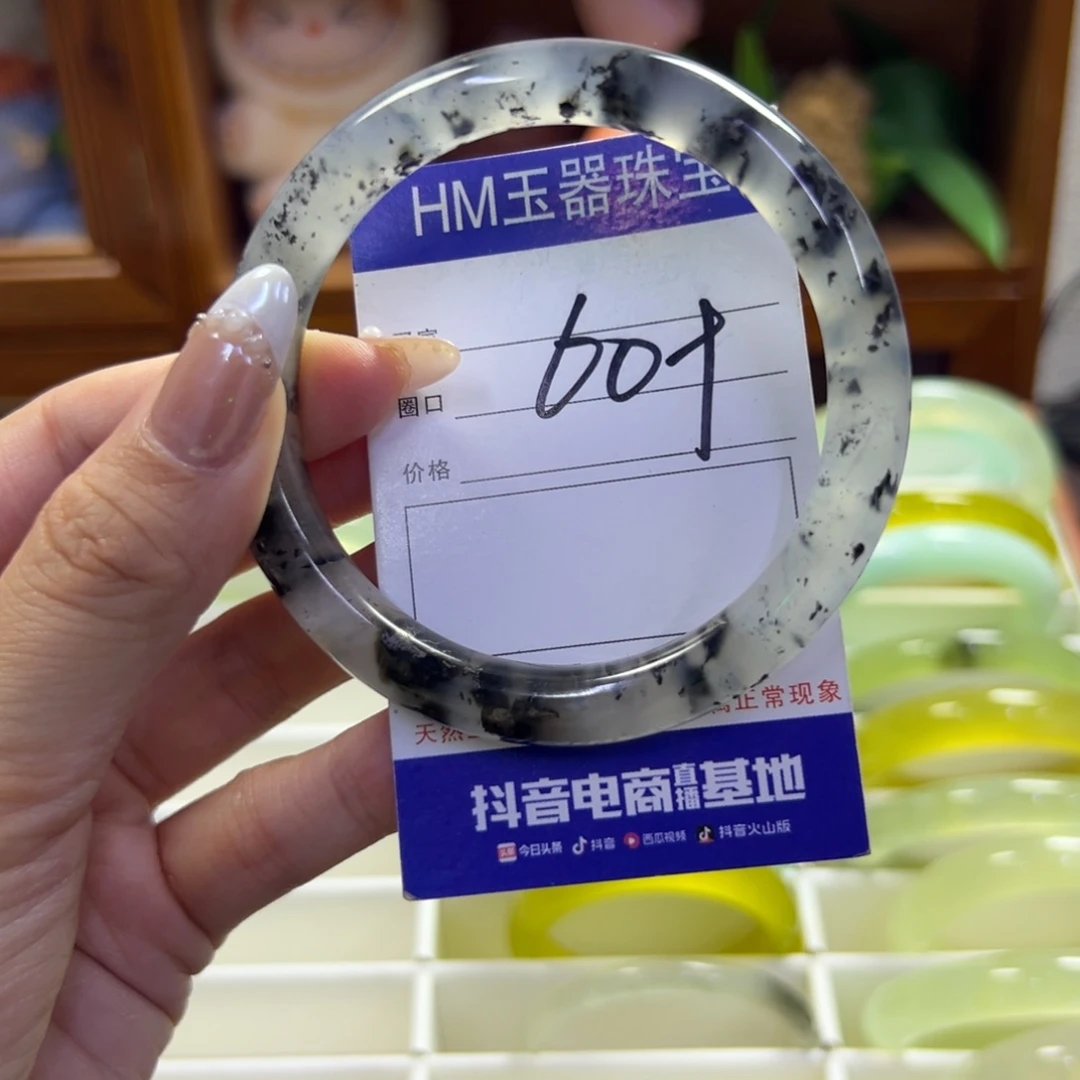 HM玉器珠宝
圈口
价格
天然
正常现象
抖音电商直播基地
今日头条 抖音 西瓜视频 抖音火山版